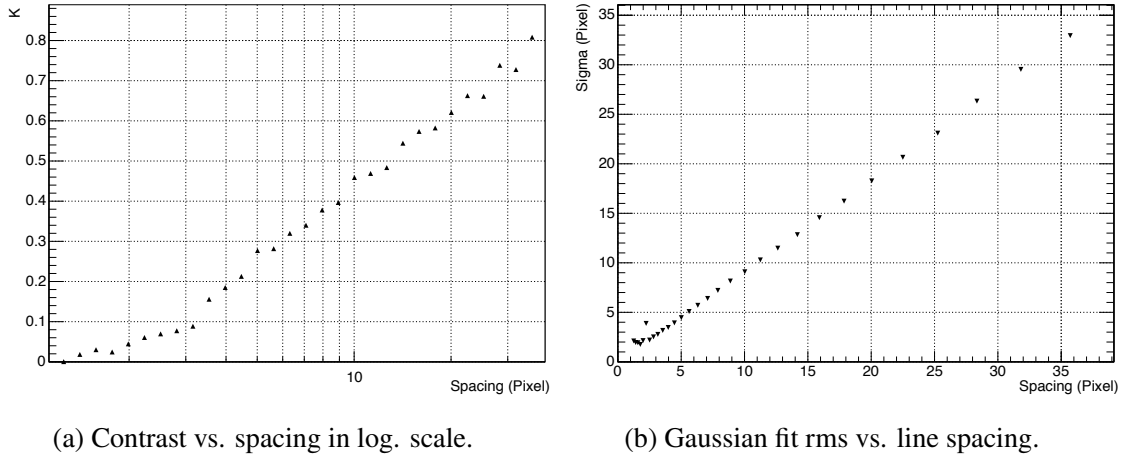 K
0.8
0.7
0.6
0.5
0.4
0.3
0.2
0.1
0
10
Spacing (Pixel)
(a) Contrast vs. spacing in log. scale.
Sigma (Pixel)
35
30
25
20
15
10
5
0
0 5 10 15 20 25 30 35
Spacing (Pixel)
(b) Gaussian fit rms vs. line spacing.